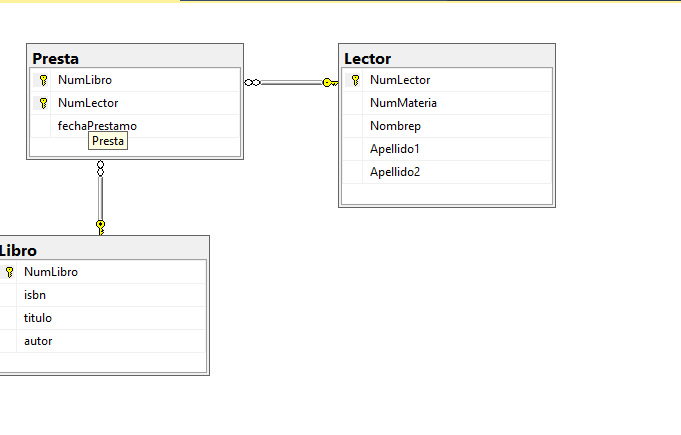 Presta
NumLibro
NumLector
fechaPrestamo
Presta
Lector
NumLector
NumMateria
Nombrep
Apellido1
Apellido2
Libro
NumLibro
isbn
titulo
autor